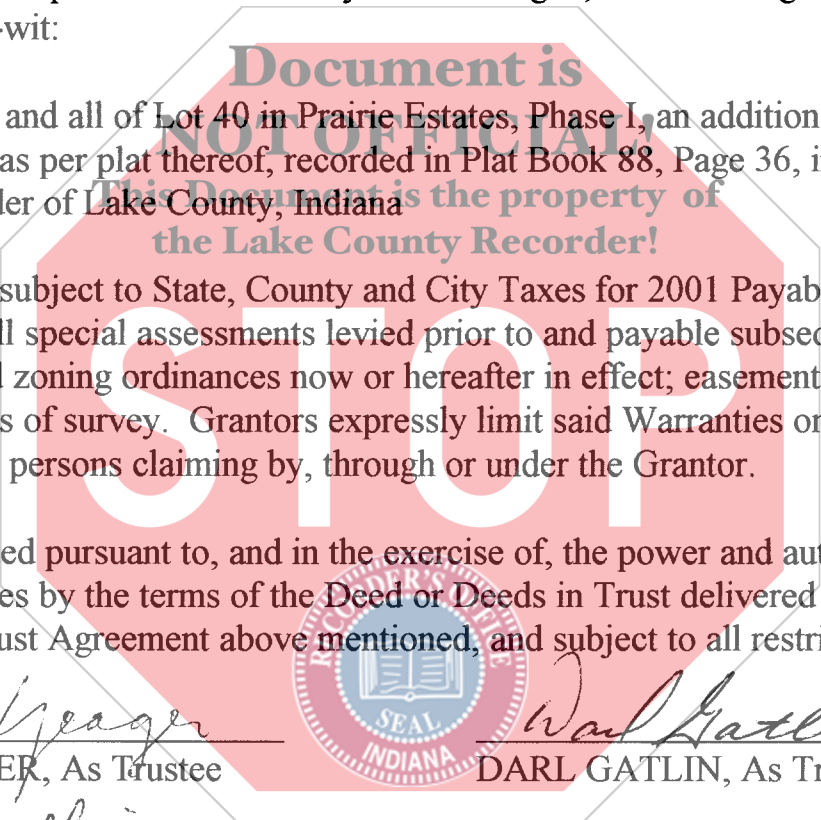 -wit:
Document is
and all of Lot 40 in Prairie Estates, Phase I, an addition
NOT OFFICIAL!
as per plat thereof, recorded in Plat Book 88, Page 36, i
This Document is the property of
ler of Lake County, Indiana
the Lake County Recorder!
subject to State, County and City Taxes for 2001 Payab
ll special assessments levied prior to and payable subsec
l zoning ordinances now or hereafter in effect; easement
s of survey. Grantors expressly limit said Warranties on
persons claiming by, through or under the Grantor.
STOP
ed pursuant to, and in the exercise of, the power and aut
es by the terms of the Deed or Deeds in Trust delivered
ust Agreement above mentioned, and subject to all restri
RECORDER'S OFFICE
SEAL
INDIANA
Yeager
Darl Gatl
ER, As Trustee
DARL GATLIN, As Tr